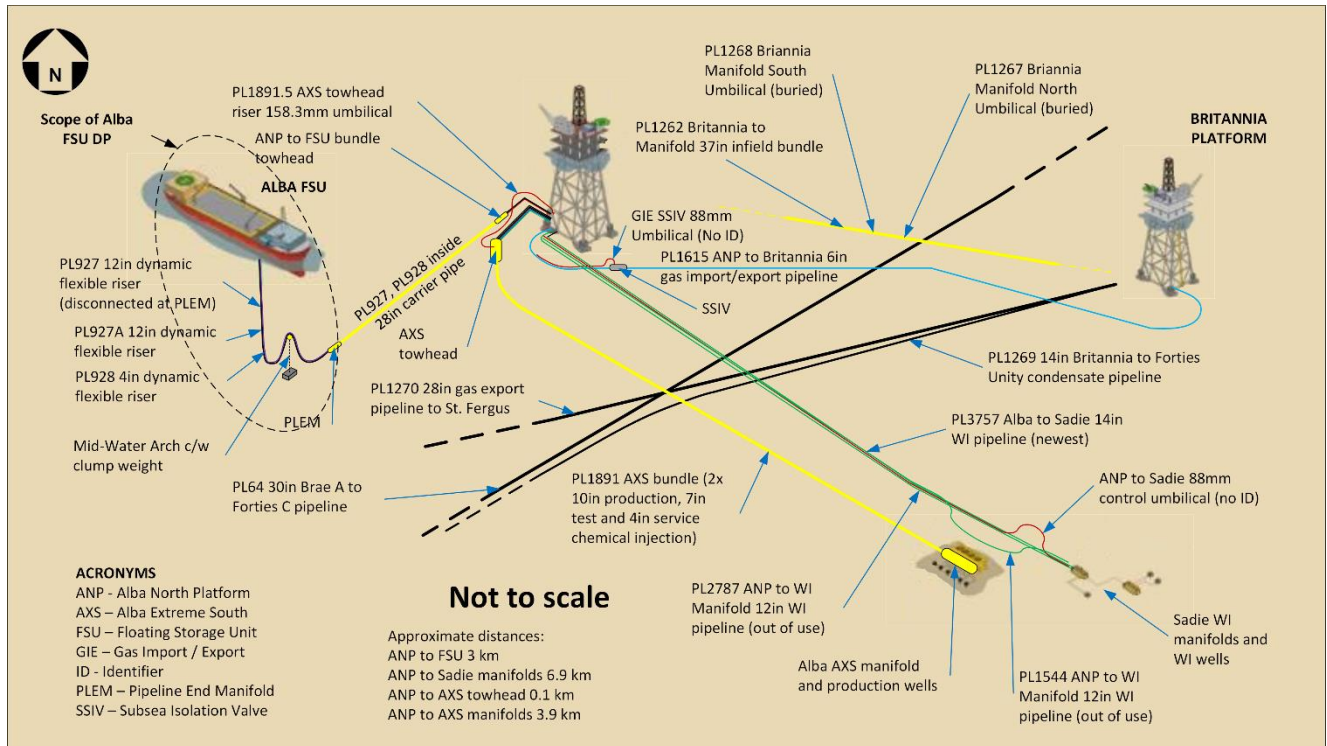 N
Scope of Alba
FSU DP
PL1891.5 AXS towhead
riser 158.3mm umbilical
ANP to FSU bundle
towhead
ALBA FSU
PL1268 Briannia
Manifold South
Umbilical (buried)
PL1267 Briannia
Manifold North
Umbilical (buried)
PL1262 Britannia to
Manifold 37in infield bundle
BRITANNIA
PLATFORM
GIE SSIV 88mm
Umbilical (No ID)
PL1615 ANP to Britannia 6in
gas import/export pipeline
SSIV
PL927 12in dynamic
flexible riser
(disconnected at PLEM)
PL927A 12in dynamic
flexible riser
PL928 4in dynamic
flexible riser
Mid-Water Arch c/w
clump weight
PLEM
PL927, PL928 inside
28in carrier pipe
AXS
towhead
PL1270 28in gas export
pipeline to St. Fergus
PL64 30in Brae A to
Forties C pipeline
PL1269 14in Britannia to Forties
Unity condensate pipeline
PL3757 Alba to Sadie 14in
WI pipeline (newest)
PL1891 AXS bundle (2x
10in production, 7in
test and 4in service
chemical injection)
ANP to Sadie 88mm
control umbilical (no ID)
PL2787 ANP to WI
Manifold 12in WI
pipeline (out of use)
Alba AXS manifold
and production wells
PL1544 ANP to WI
Manifold 12in WI
pipeline (out of use)
Sadie WI
manifolds and
WI wells
ACRONYMS
ANP - Alba North Platform
AXS – Alba Extreme South
FSU – Floating Storage Unit
GIE – Gas Import / Export
ID - Identifier
PLEM – Pipeline End Manifold
SSIV – Subsea Isolation Valve
Not to scale
Approximate distances:
ANP to FSU 3 km
ANP to Sadie manifolds 6.9 km
ANP to AXS towhead 0.1 km
ANP to AXS manifolds 3.9 km